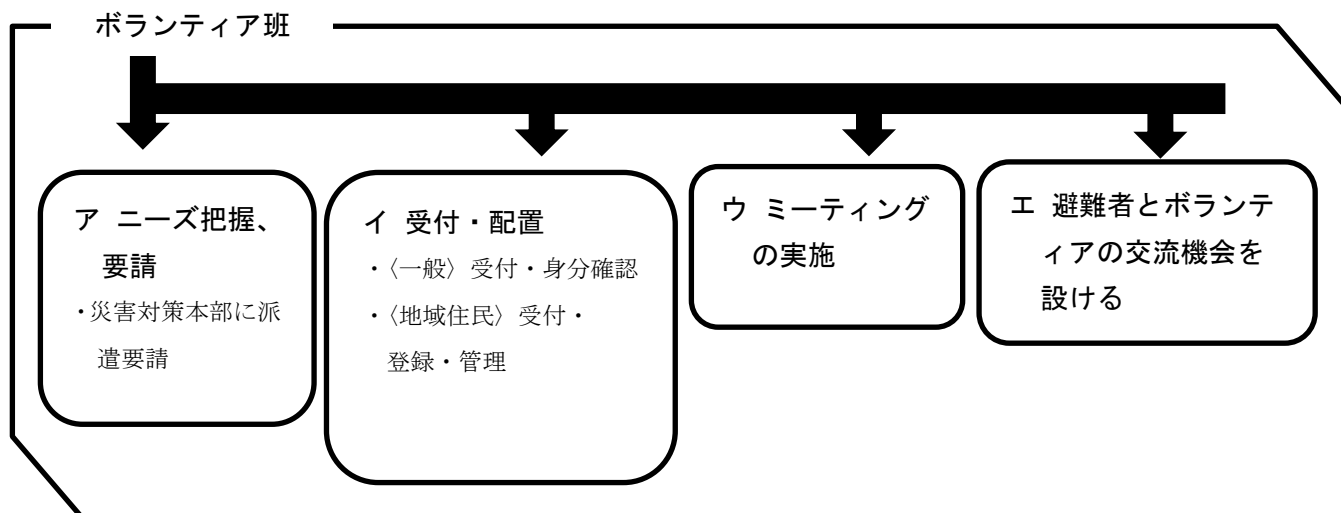 ボランティア班
ア ニーズ把握、
要請
・災害対策本部に派
遣要請
イ 受付・配置
・〈一般〉受付・身分確認
・〈地域住民〉受付・
登録・管理
ウ ミーティング
の実施
エ 避難者とボランテ
ィアの交流機会を
設ける